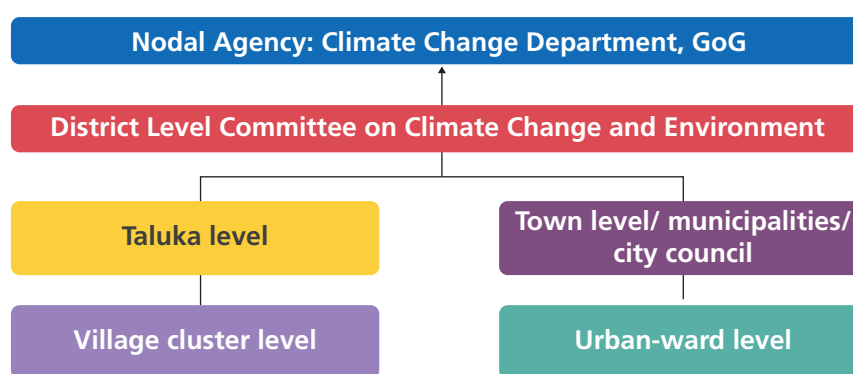 Nodal Agency: Climate Change Department, GoG
District Level Committee on Climate Change and Environment
Taluka level
Town level/ municipalities/
city council
Village cluster level
Urban-ward level